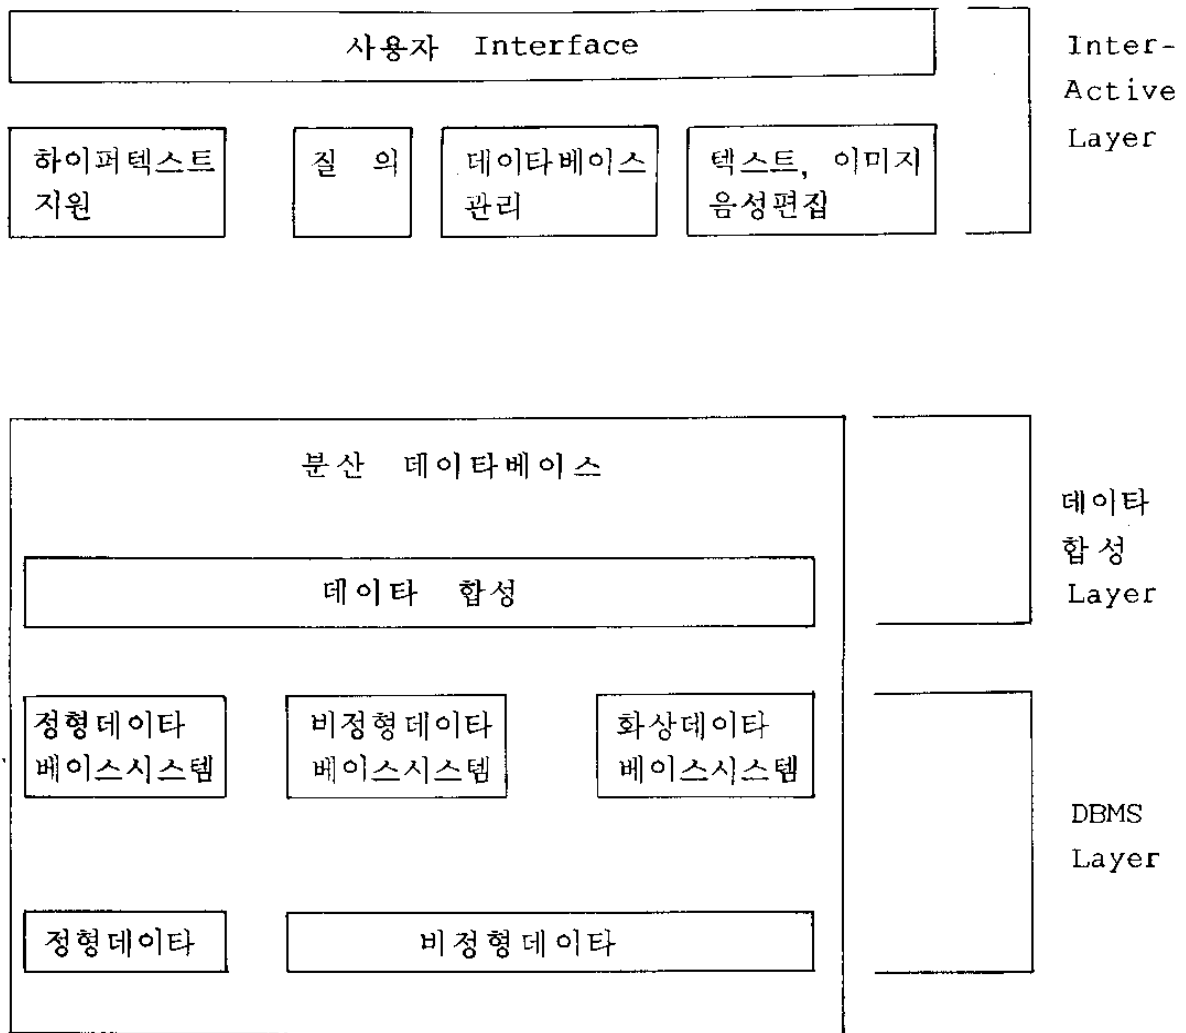 사용자 Interface
Inter-
Active
Layer
하이퍼텍스트
지원
질 의
데이타베이스
관리
텍스트, 이미지
음성편집
분산 데이타베이스
데이타
합성
Layer
데이타 합성
정형데이타
베이스시스템
비정형데이타
베이스시스템
화상데이타
베이스시스템
DBMS
Layer
정형데이타
비정형데이타